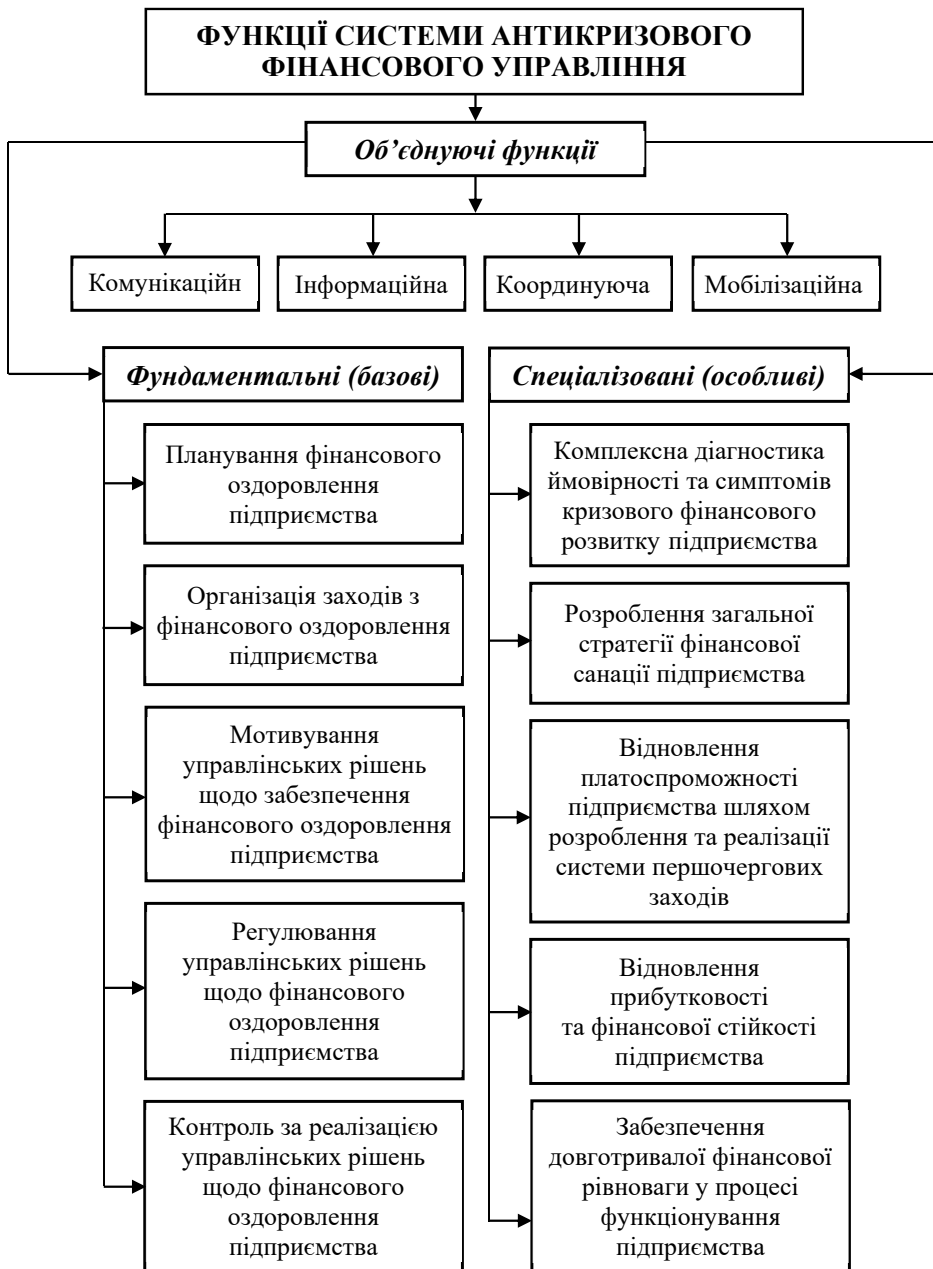 ФУНКЦІЇ СИСТЕМИ АНТИКРИЗОВОГО
ФІНАНСОВОГО УПРАВЛІННЯ
Об’єднуючі функції
Комунікаційн
Інформаційна
Координуюча
Мобілізаційна
Фундаментальні (базові)
Планування фінансового
оздоровлення
підприємства
Організація заходів з
фінансового оздоровлення
підприємства
Мотивування
управлінських рішень
щодо забезпечення
фінансового оздоровлення
підприємства
Регулювання
управлінських рішень
щодо фінансового
оздоровлення
підприємства
Контроль за реалізацією
управлінських рішень
щодо фінансового
оздоровлення
підприємства
Спеціалізовані (особливі)
Комплексна діагностика
ймовірності та симптомів
кризового фінансового
розвитку підприємства
Розроблення загальної
стратегії фінансової
санації підприємства
Відновлення
платоспроможності
підприємства шляхом
розроблення та реалізації
системи першочергових
заходів
Відновлення
прибутковості
та фінансової стійкості
підприємства
Забезпечення
довготривалої фінансової
рівноваги у процесі
функціонування
підприємства